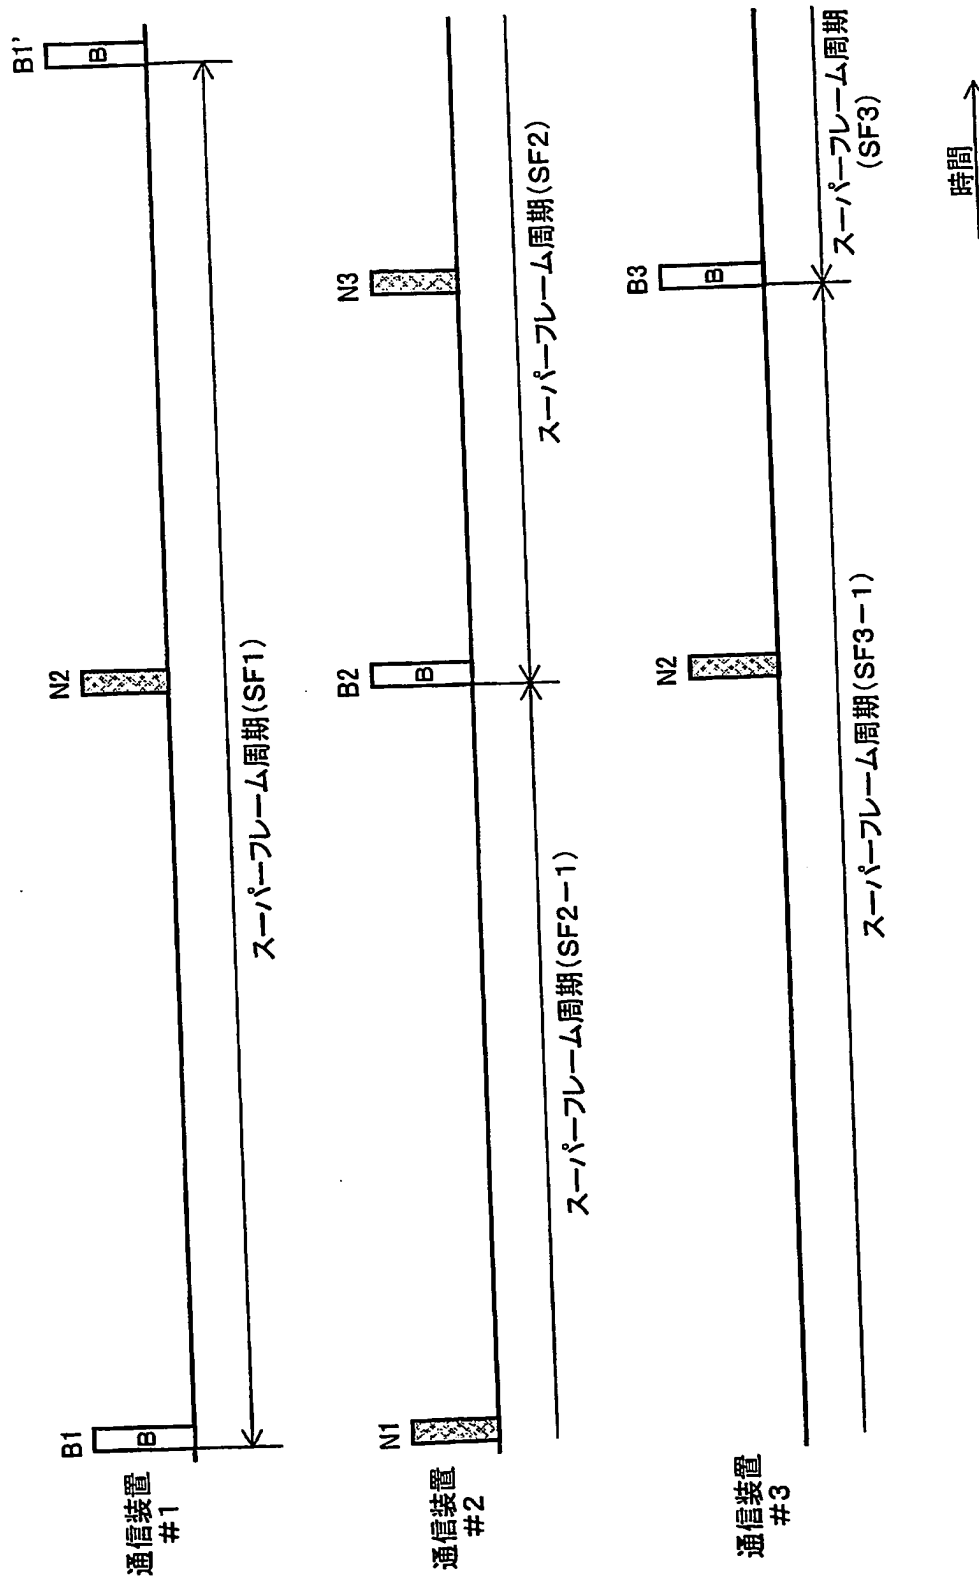 B1
B
N2
B1'
B
通信装置
#1
スーパーフレーム周期(SF1)
N1
B2
B
N3
通信装置
#2
スーパーフレーム周期(SF2-1)
スーパーフレーム周期(SF2)
N2
B3
B
通信装置
#3
スーパーフレーム周期(SF3-1)
スーパーフレーム周期
(SF3)
時間